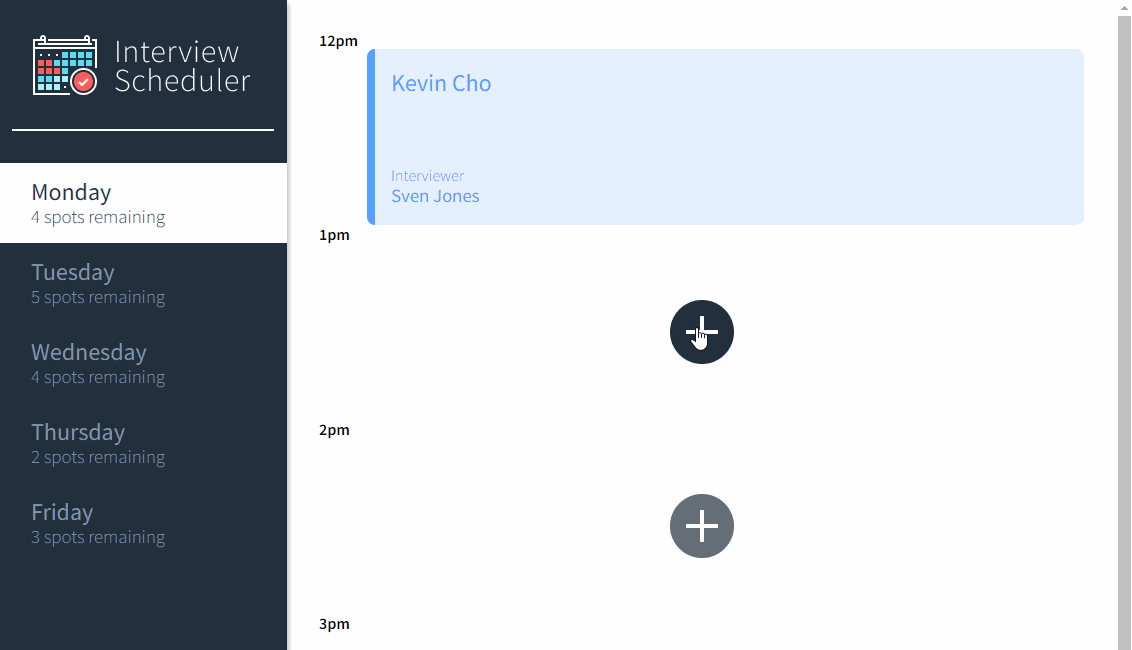 Interview
Scheduler
Monday
4 spots remaining
Tuesday
5 spots remaining
Wednesday
4 spots remaining
Thursday
2 spots remaining
Friday
3 spots remaining
12pm
Kevin Cho
Interviewer
Sven Jones
1pm
2pm
3pm